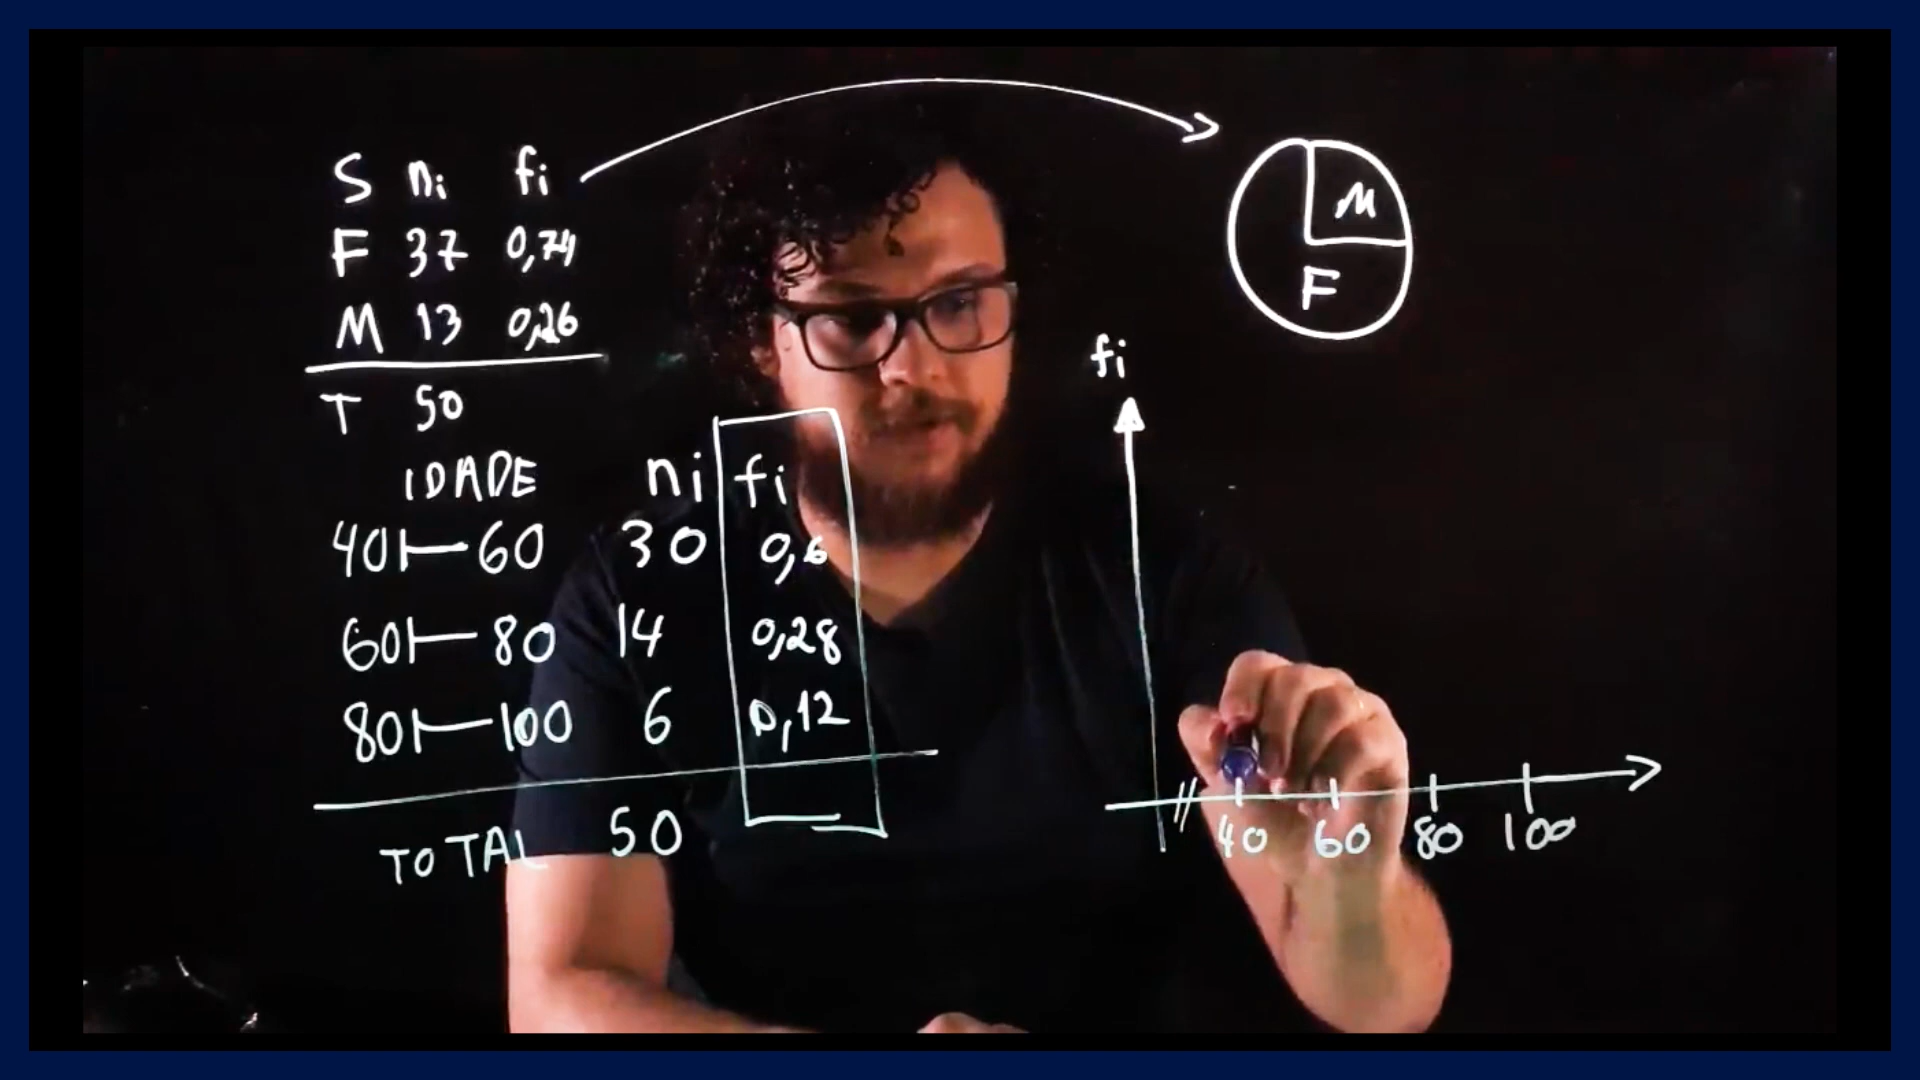 S ni fi
F 37 0,74
M 13 0,26
T 50
IDADE ni fi
40⊢60 30 0,6
60⊢80 14 0,28
80⊢100 6 0,12
TOTAL 50
M
F
fi
40 60 80 100